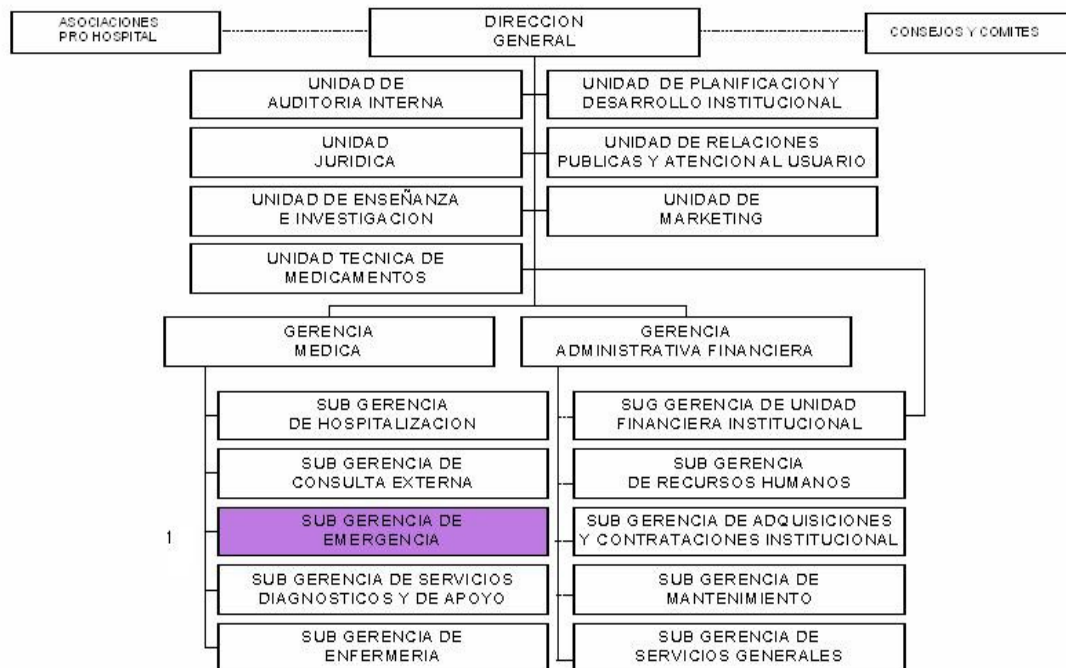 ASOCIACIONES
PRO HOSPITAL
DIRECCION
GENERAL
CONSEJOS Y COMITES
UNIDAD DE
AUDITORIA INTERNA
UNIDAD DE PLANIFICACION Y
DESARROLLO INSTITUCIONAL
UNIDAD
JURIDICA
UNIDAD DE RELACIONES
PUBLICAS Y ATENCION AL USUARIO
UNIDAD DE ENSEÑANZA
E INVESTIGACION
UNIDAD DE
MARKETING
UNIDAD TECNICA DE
MEDICAMENTOS
GERENCIA
MEDICA
GERENCIA
ADMINISTRATIVA FINANCIERA
SUB GERENCIA
DE HOSPITALIZACION
SUG GERENCIA DE UNIDAD
FINANCIERA INSTITUCIONAL
SUB GERENCIA DE
CONSULTA EXTERNA
SUB GERENCIA
DE RECURSOS HUMANOS
1
SUB GERENCIA DE
EMERGENCIA
SUB GERENCIA DE ADQUISICIONES
Y CONTRATACIONES INSTITUCIONAL
SUB GERENCIA DE SERVICIOS
DIAGNOSTICOS Y DE APOYO
SUB GERENCIA DE
MANTENIMIENTO
SUB GERENCIA DE
ENFERMERIA
SUB GERENCIA DE
SERVICIOS GENERALES